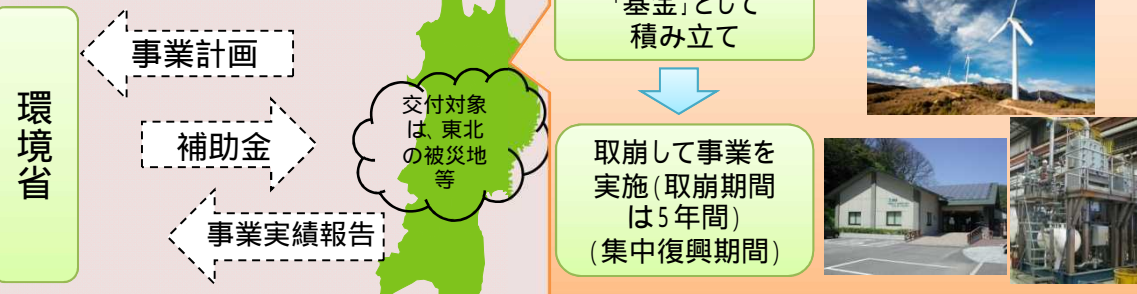 環境省
事業計画
補助金
事業実績報告
交付対象
は、東北
の被災地
等
「基金」として
積み立て
取崩して事業を
実施(取崩期間
は5年間)
(集中復興期間)